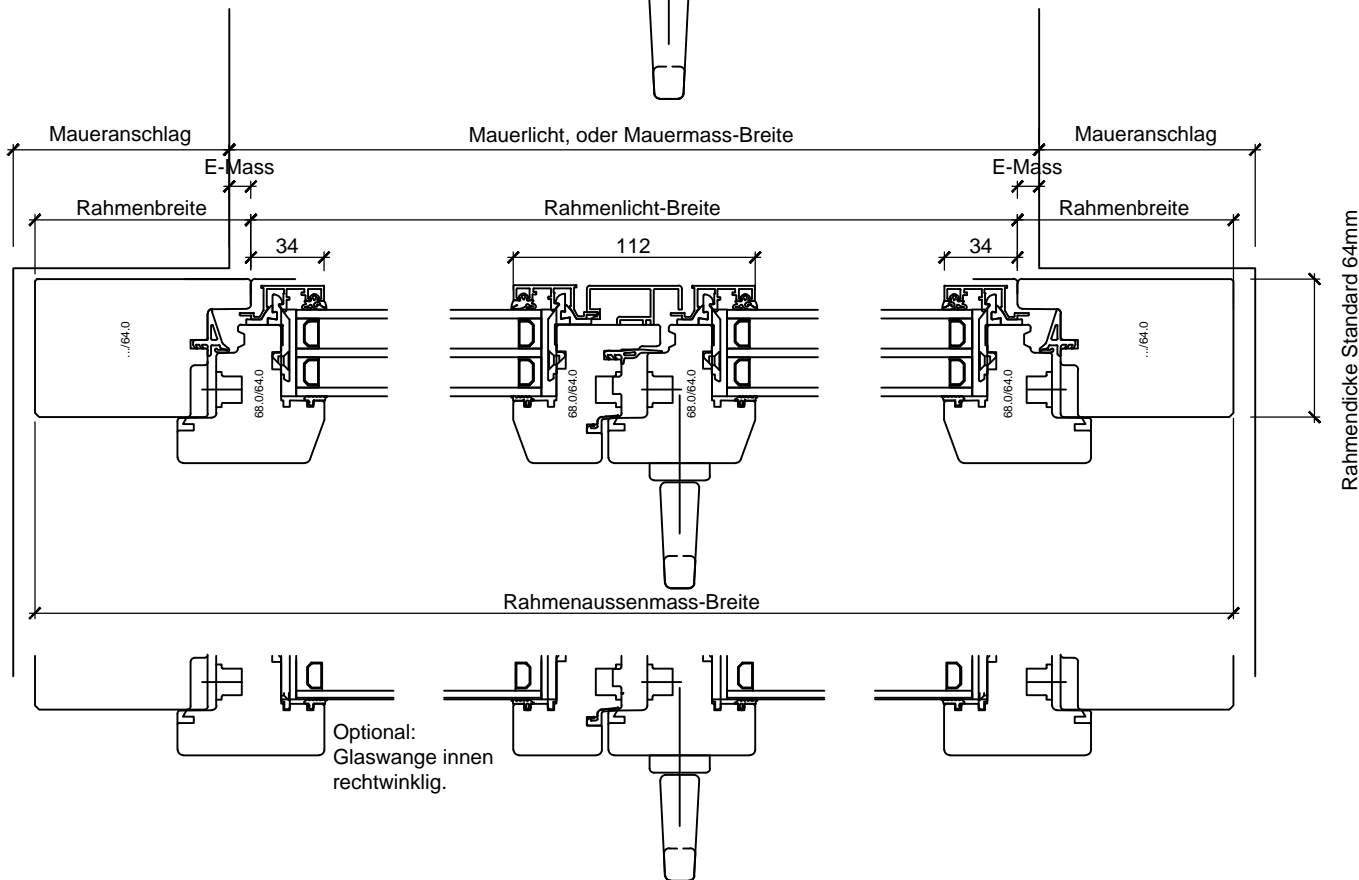 Maueranschlag
Mauerlicht, oder Mauermass-Breite
Maueranschlag
E-Mass
E-Mass
Rahmenbreite
Rahmenlicht-Breite
Rahmenbreite
34
112
34
Rahmendicke Standard 64mm
.../64.0
68.0/64.0
68.0/64.0
68.0/64.0
68.0/64.0
.../64.0
Rahmenaussenmass-Breite
Optional:
Glaswange innen
rechtwinklig.